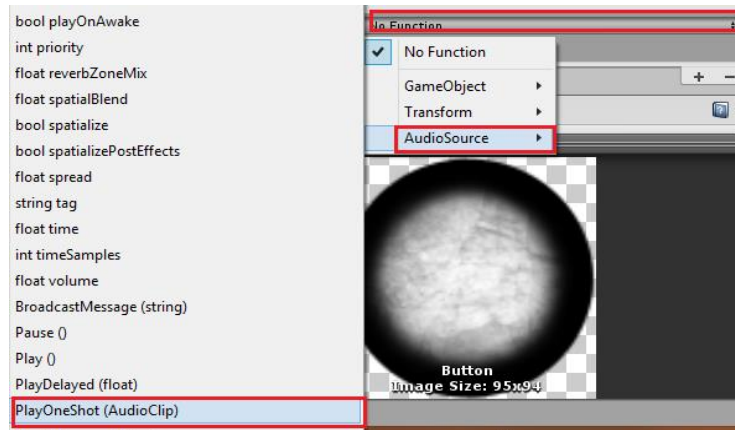 bool playOnAwake
int priority
float reverbZoneMix
float spatialBlend
bool spatialize
bool spatializePostEffects
float spread
string tag
float time
int timeSamples
float volume
BroadcastMessage (string)
Pause ()
Play ()
PlayDelayed (float)
PlayOneShot (AudioClip)
No Function
No Function
GameObject
Transform
AudioSource
Button
Image Size: 95x94